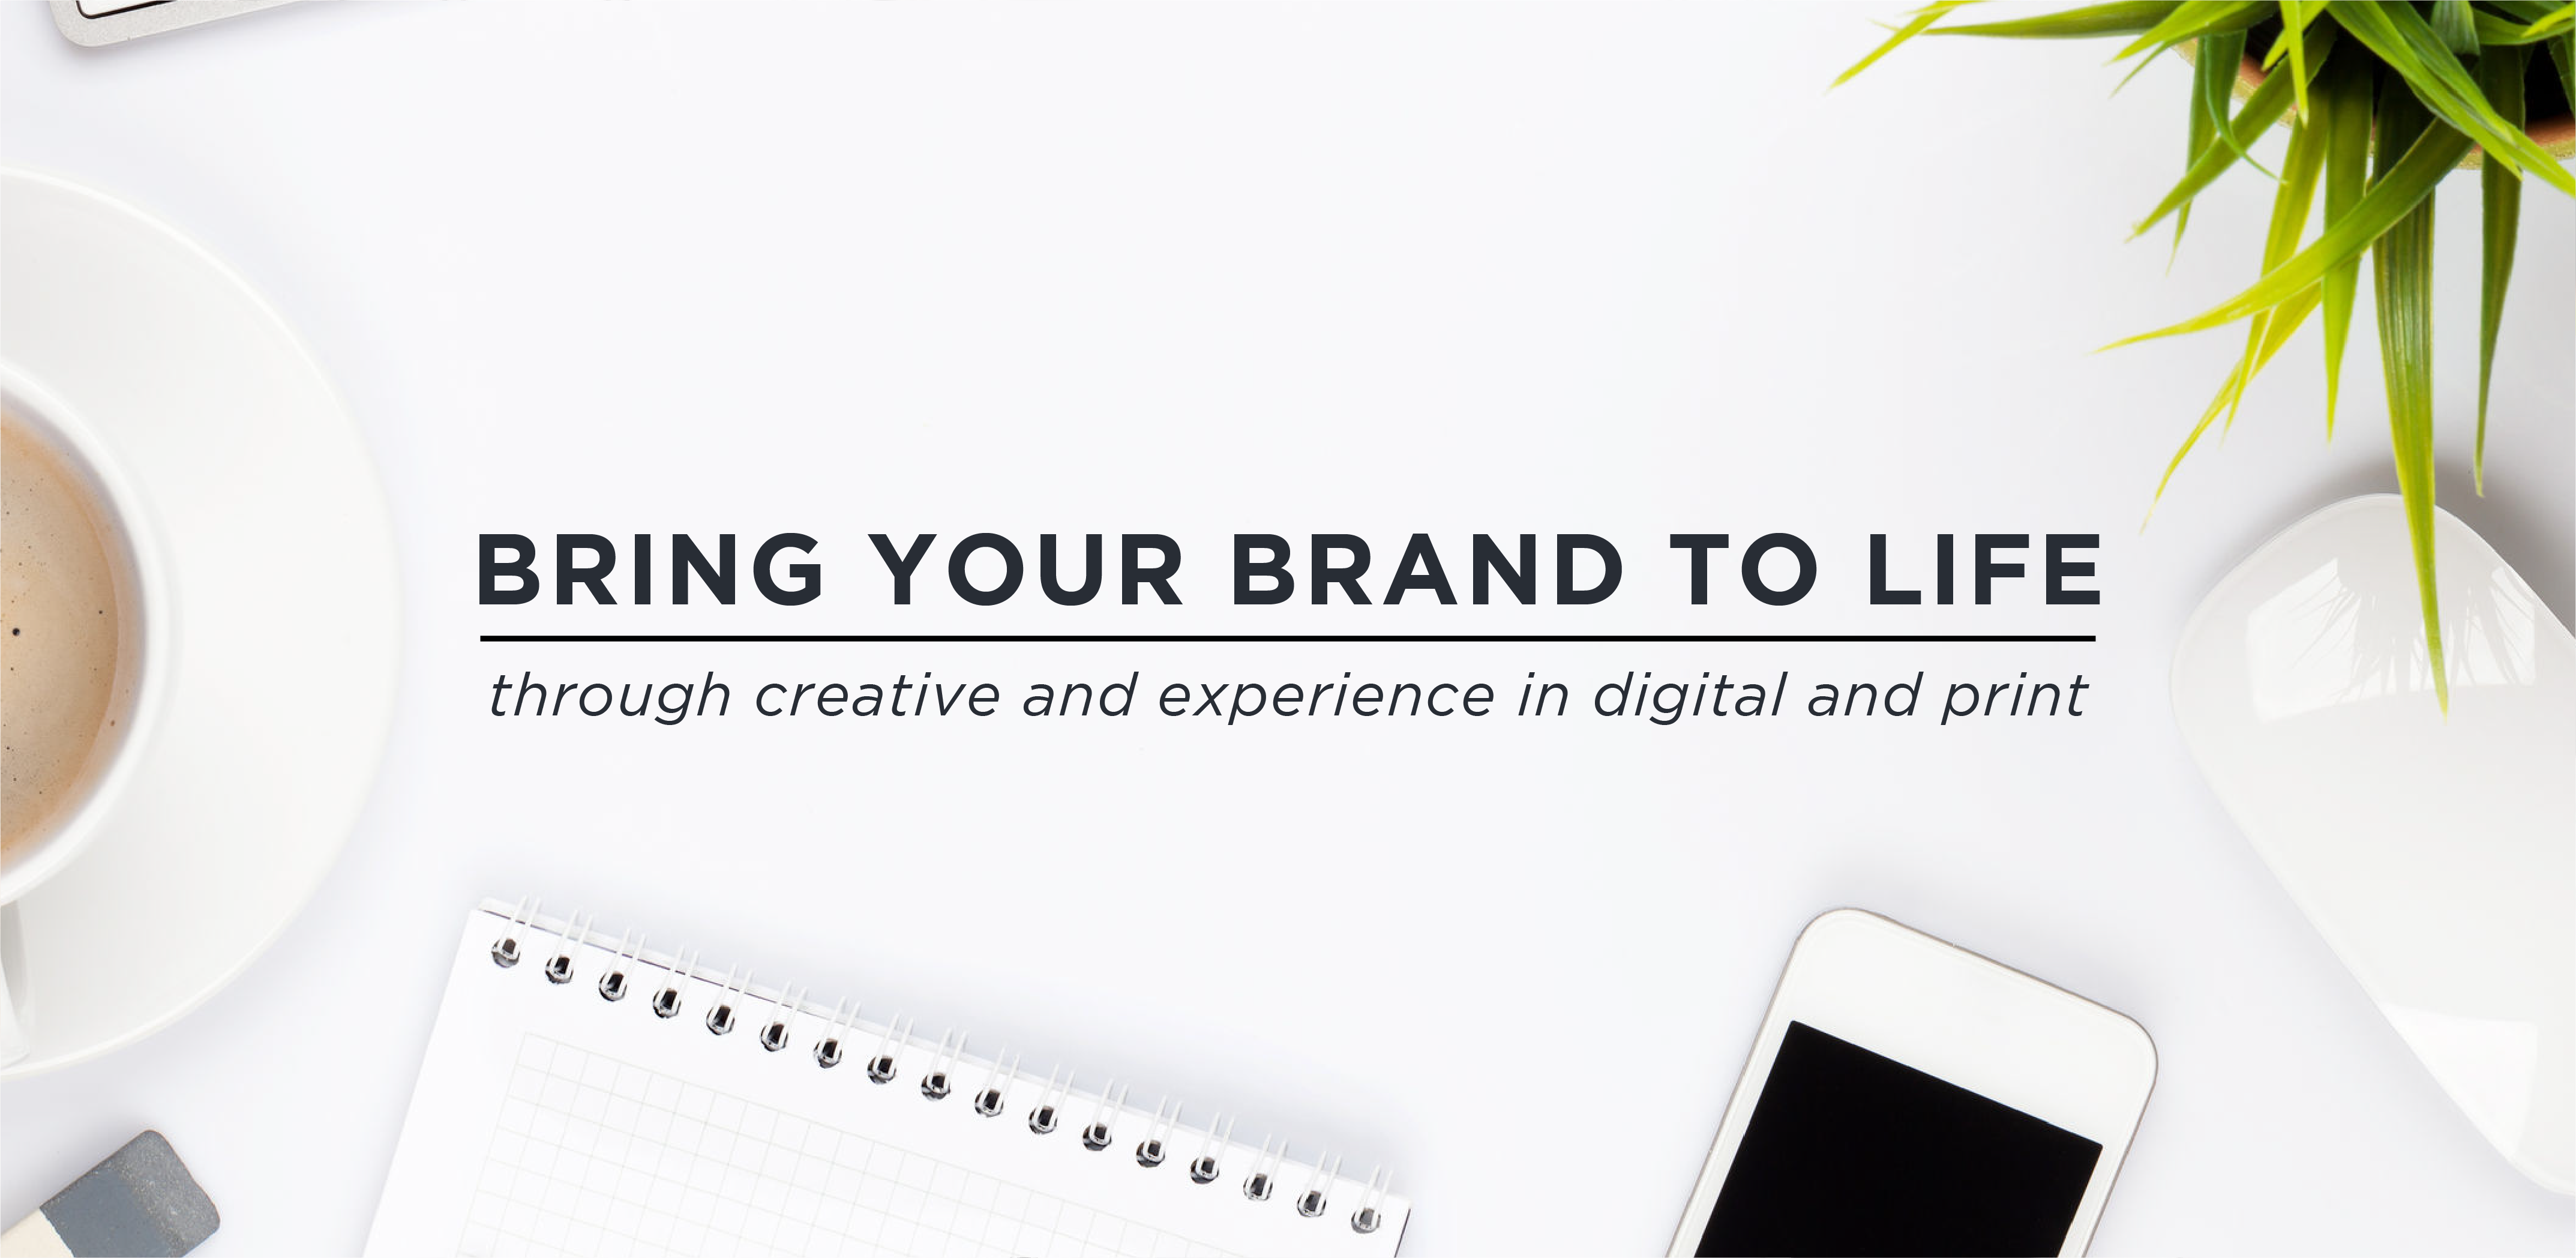 BRING YOUR BRAND TO LIFE
through creative and experience in digital and print